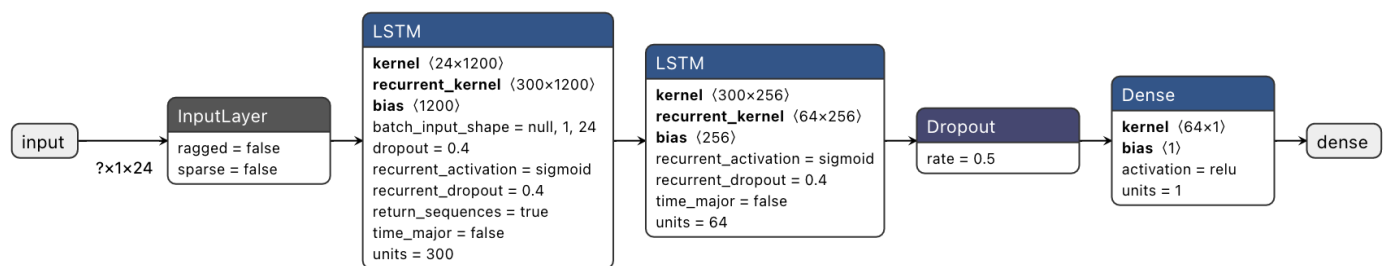 input
?×1×24
InputLayer
ragged = false
sparse = false
LSTM
kernel ⟨24×1200⟩
recurrent_kernel ⟨300×1200⟩
bias ⟨1200⟩
batch_input_shape = null, 1, 24
dropout = 0.4
recurrent_activation = sigmoid
recurrent_dropout = 0.4
return_sequences = true
time_major = false
units = 300
LSTM
kernel ⟨300×256⟩
recurrent_kernel ⟨64×256⟩
bias ⟨256⟩
recurrent_activation = sigmoid
recurrent_dropout = 0.4
time_major = false
units = 64
Dropout
rate = 0.5
Dense
kernel ⟨64×1⟩
bias ⟨1⟩
activation = relu
units = 1
dense